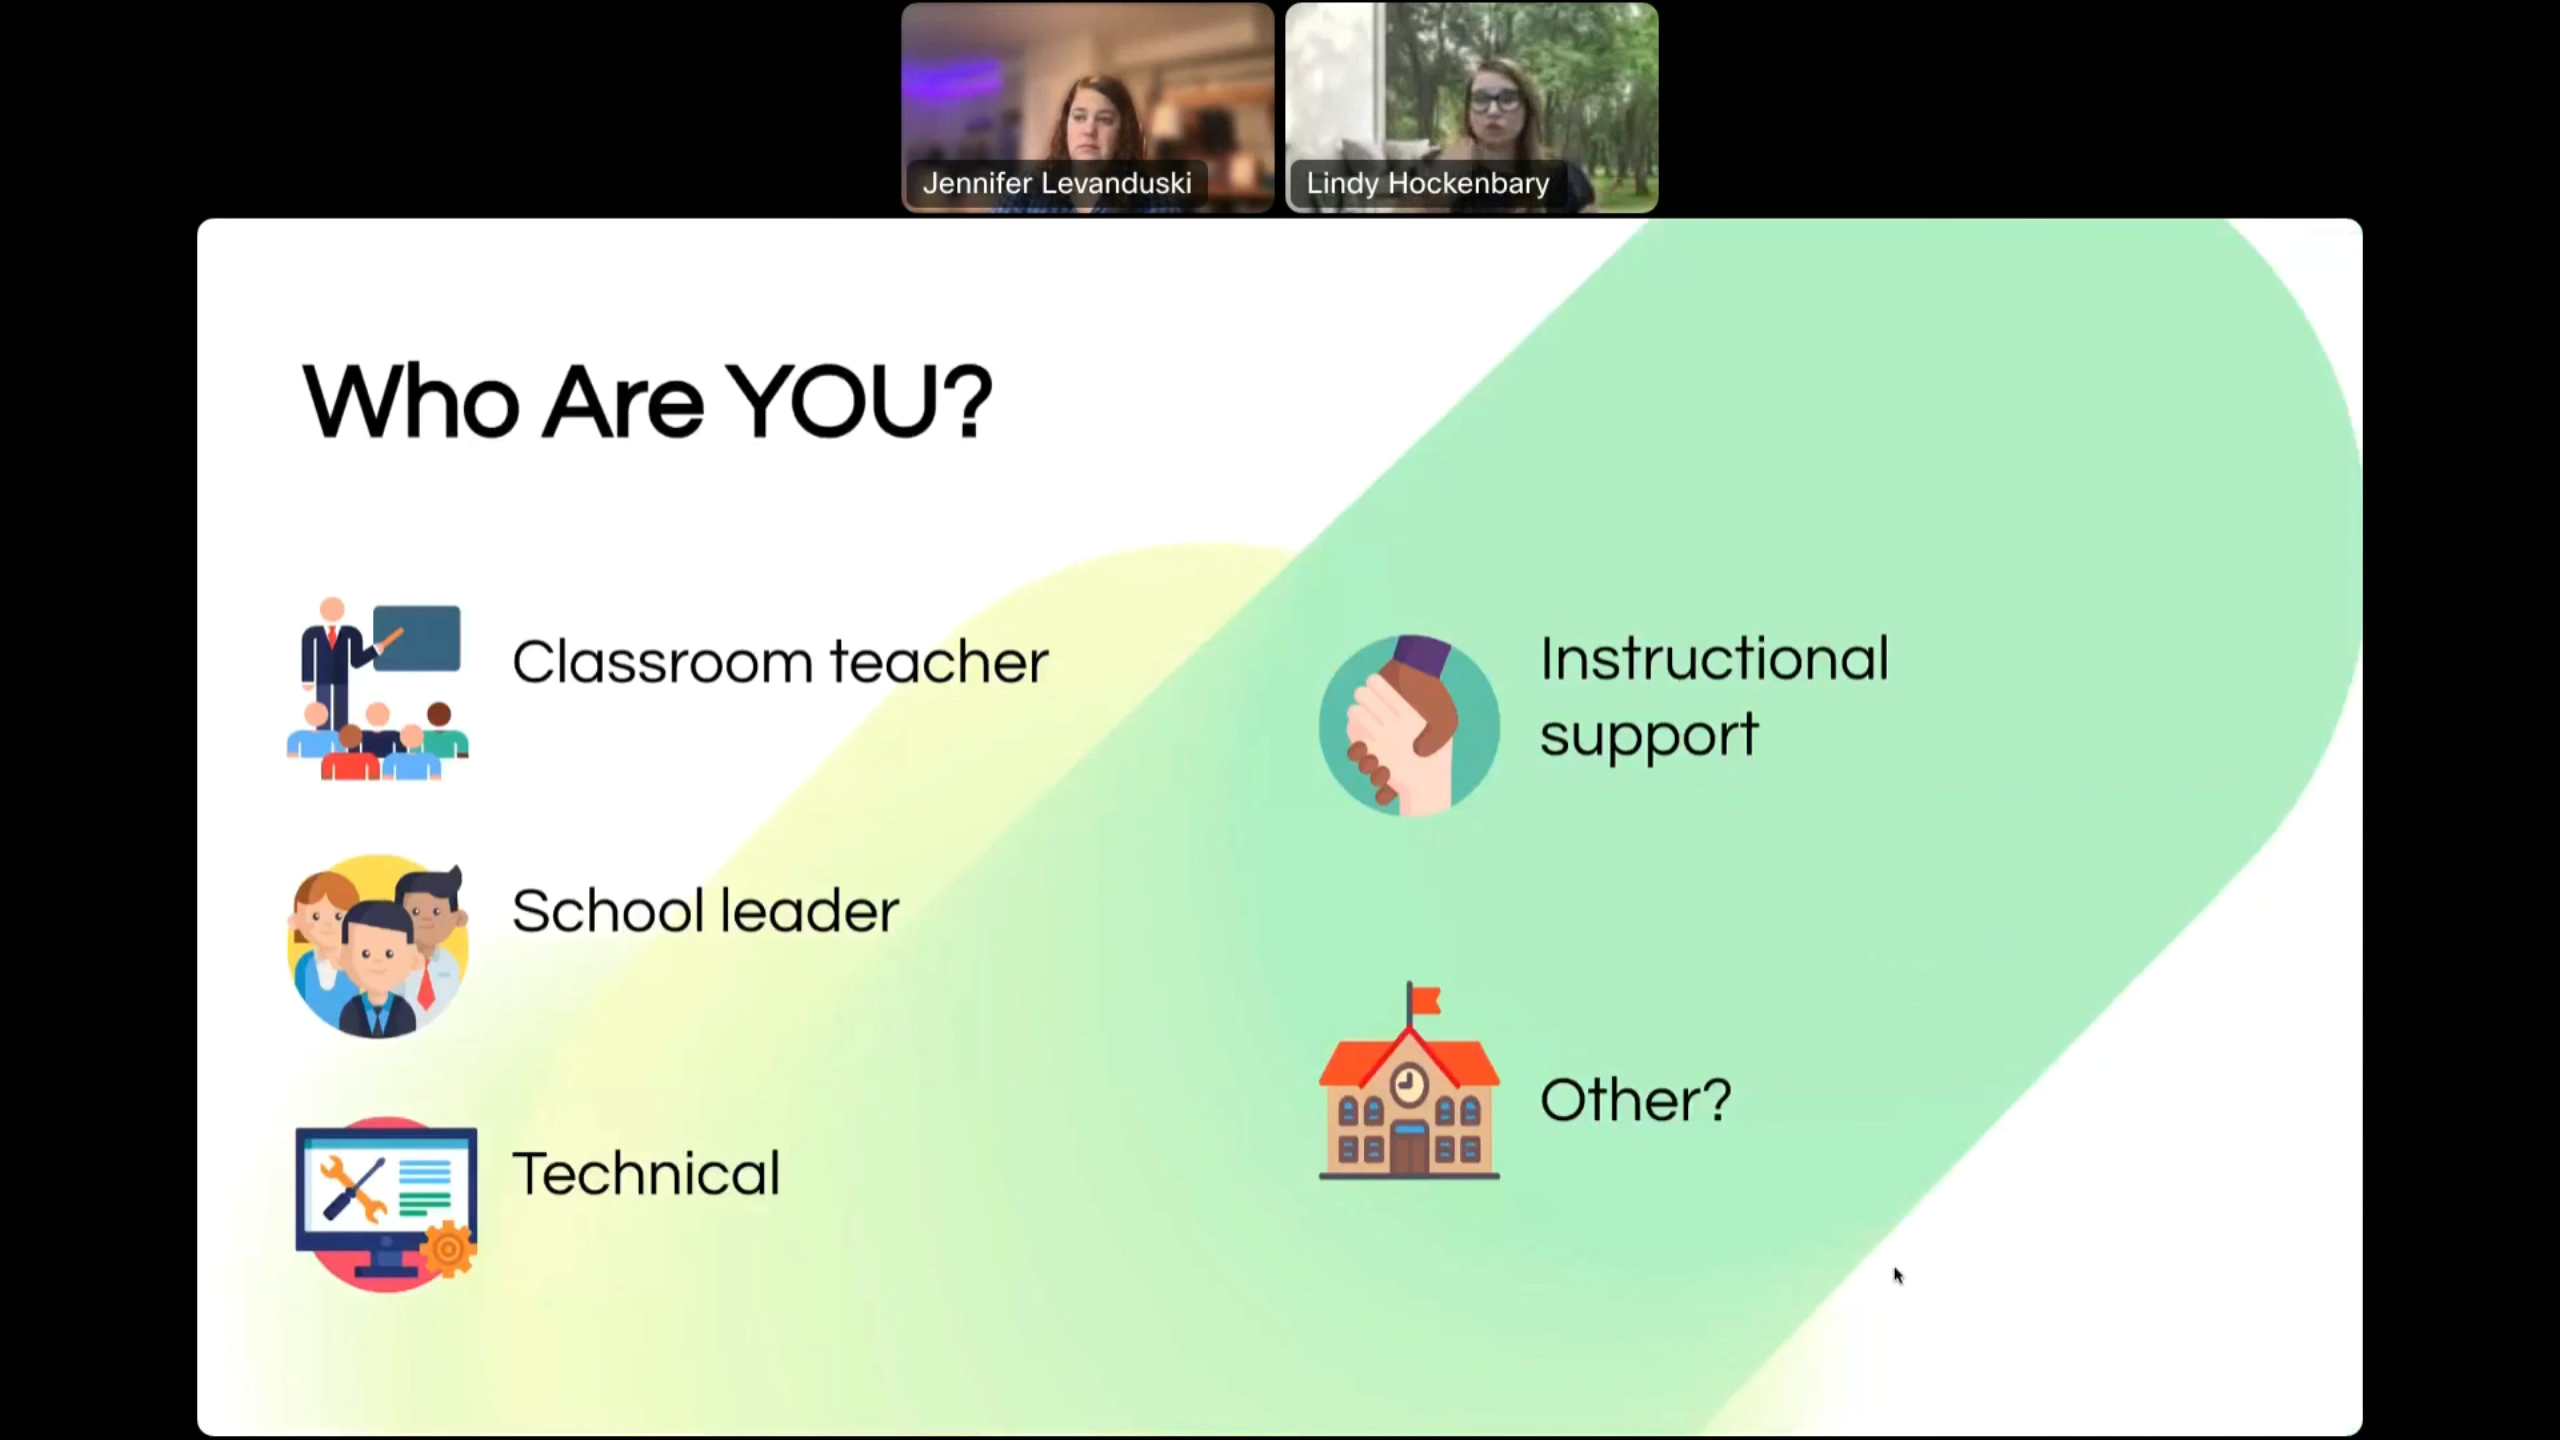 Jennifer Levanduski
Lindy Hockenbary
Who Are YOU?
Classroom teacher
School leader
Technical
Instructional
support
Other?